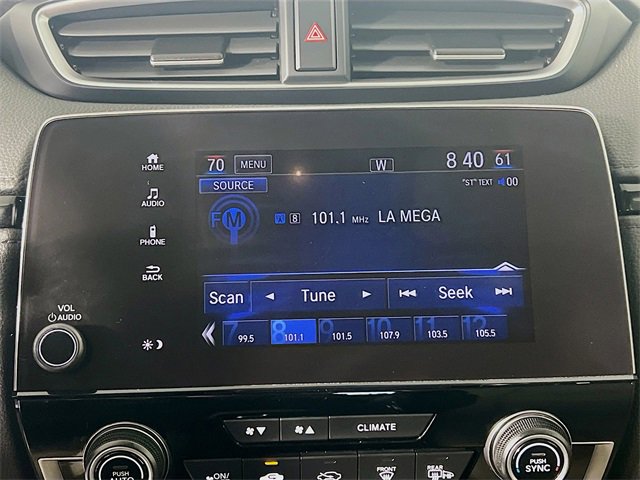 70 MENU W 8 40 61
HOME
SOURCE
"ST" TEXT 00
AUDIO
FM A B 101.1 MHz LA MEGA
PHONE
BACK
Scan Tune Seek
VOL
AUDIO
7 99.5 8 101.1 9 101.5 10 107.9 11 103.5 12 105.5
CLIMATE
PUSH
AUTO
ON/
FRONT
REAR
PUSH
SYNC